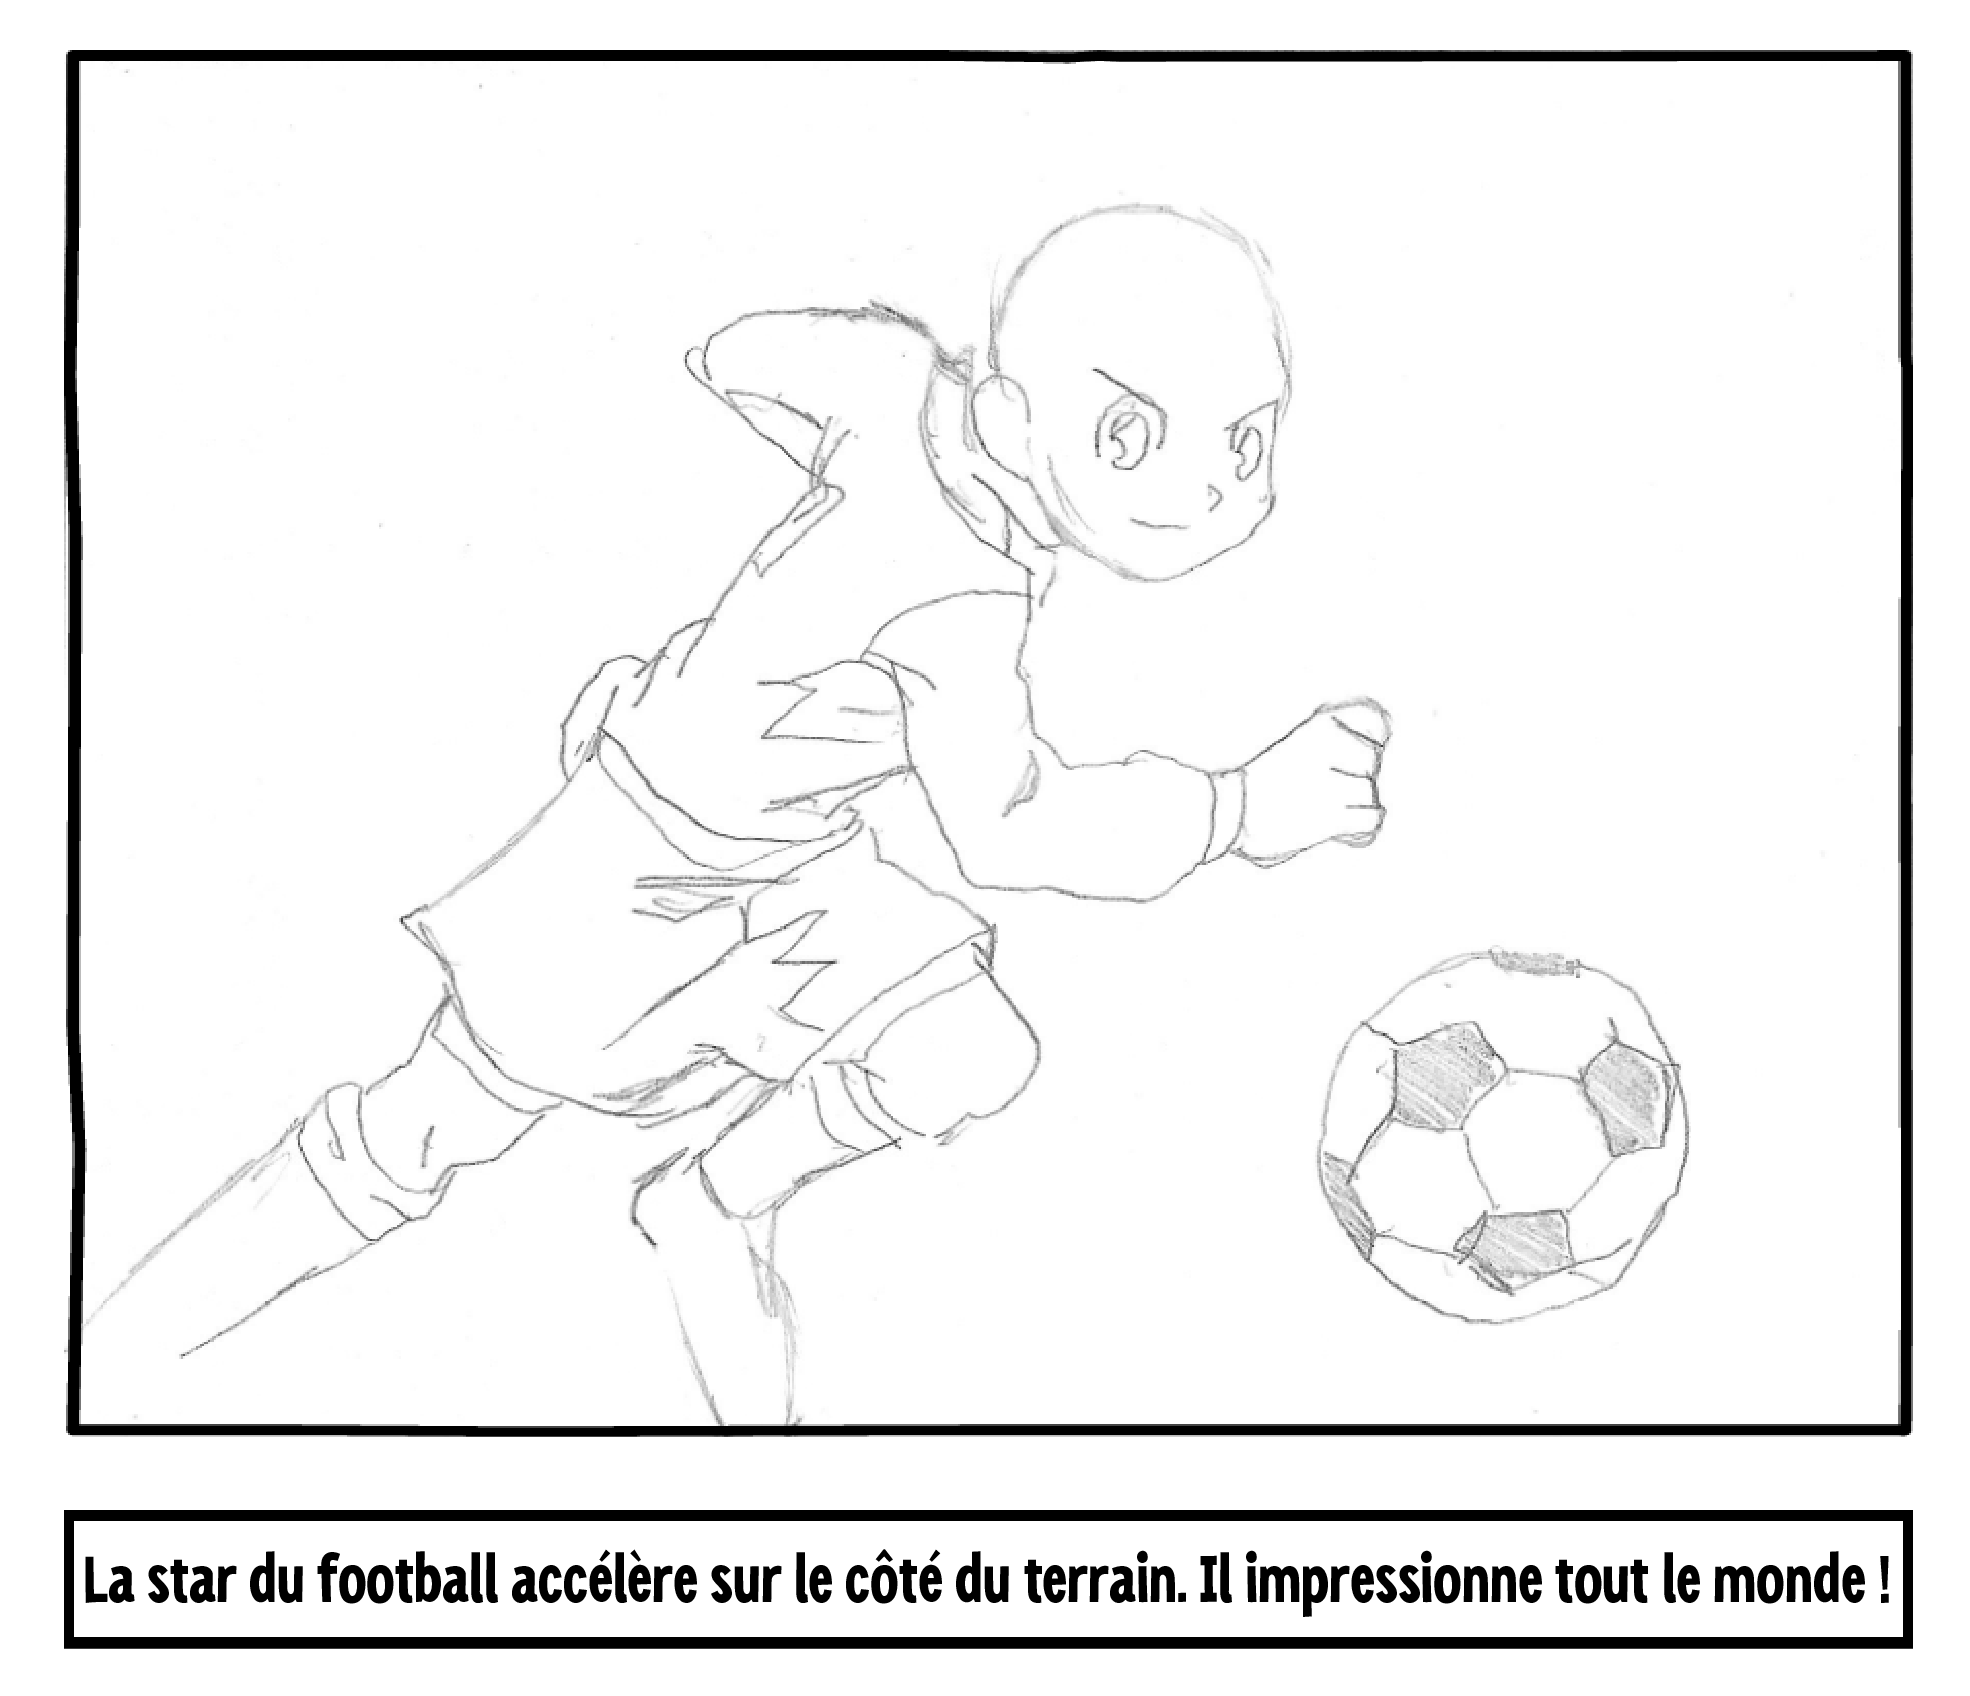 La star du football accélère sur le côté du terrain. Il impressionne tout le monde !